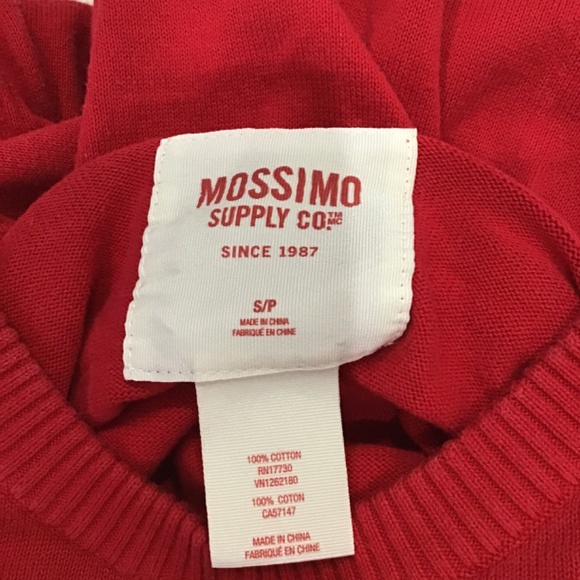 MOSSIMO
SUPPLY CO.™ MC
SINCE 1987
S/P
MADE IN CHINA
FABRIQUÉ EN CHINE
100% COTTON
RN17730
VN1262180
100% COTON
CA57147
MADE IN CHINA
FABRIQUÉ EN CHINE